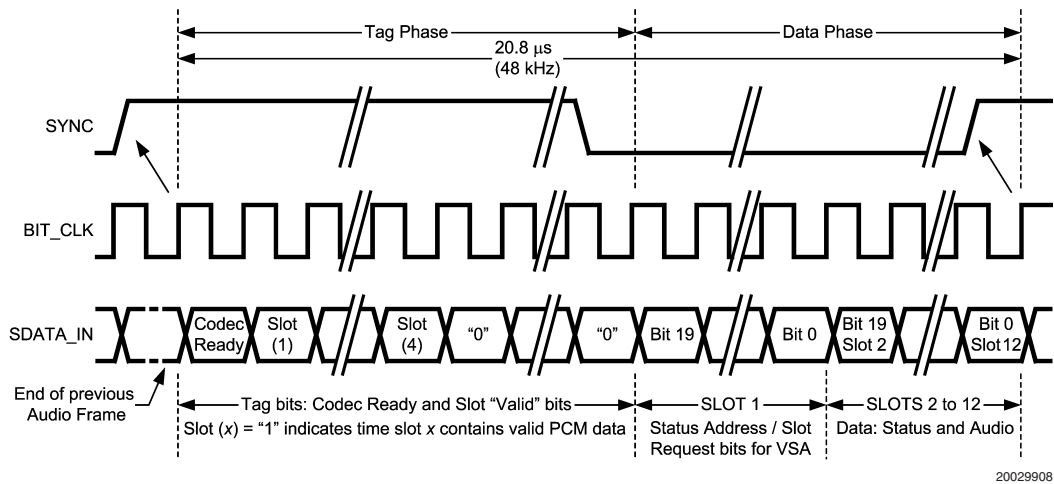 Tag Phase
Data Phase
20.8 μs
(48 kHz)
SYNC
BIT_CLK
SDATA_IN
Codec
Ready
Slot
(1)
Slot
(4)
“0”
“0”
Bit 19
Bit 0
Bit 19
Slot 2
Bit 0
Slot12
End of previous
Audio Frame
Tag bits: Codec Ready and Slot “Valid” bits
Slot (x) = “1” indicates time slot x contains valid PCM data
SLOT 1
Status Address / Slot
Request bits for VSA
SLOTS 2 to 12
Data: Status and Audio
20029908